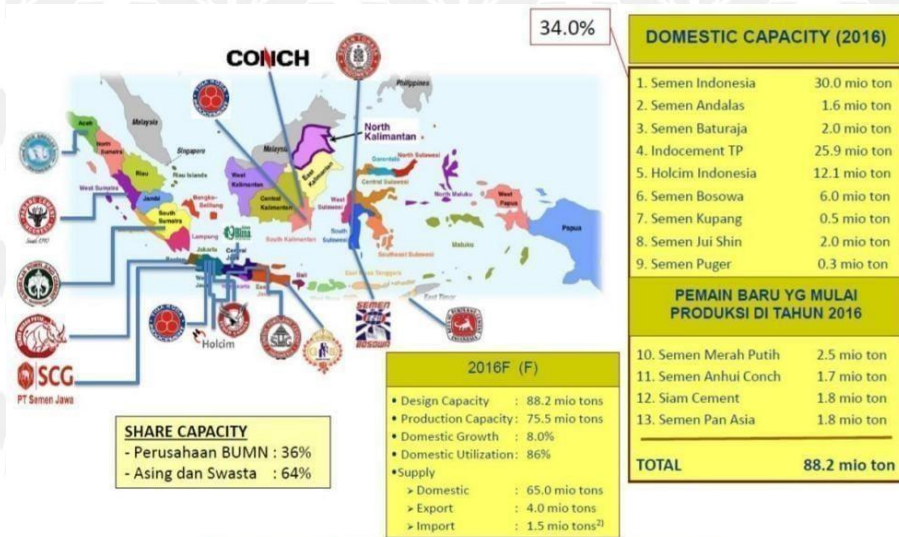 34.0%
DOMESTIC CAPACITY (2016)
1. Semen Indonesia 30.0 mio ton
2. Semen Andalas 1.6 mio ton
3. Semen Baturaja 2.0 mio ton
4. Indocement TP 25.9 mio ton
5. Holcim Indonesia 12.1 mio ton
6. Semen Bosowa 6.0 mio ton
7. Semen Kupang 0.5 mio ton
8. Semen Jui Shin 2.0 mio ton
9. Semen Puger 0.3 mio ton
PEMAIN BARU YG MULAI
PRODUKSI DI TAHUN 2016
10. Semen Merah Putih 2.5 mio ton
11. Semen Anhui Conch 1.7 mio ton
12. Siam Cement 1.8 mio ton
13. Semen Pan Asia 1.8 mio ton
TOTAL 88.2 mio ton
CONCH
Philippines
Malaysia
Aceh
North
Sumatra
Singapore
Riau
Riau Islands
West Sumatra
Jambi
Bangka-
Belitung
South
Sumatra
Lampung
Jakarta
Malaysia
North
Kalimantan
West
Kalimantan
Central
Kalimantan
East
Kalimantan
South Kalimantan
Gorontalo
North Sulawesi
Central Sulawesi
West
Sulawesi
South
Sulawesi
Southeast Sulawesi
North Maluku
Maluku
West
Papua
Papua
Bali
East Timor
Bima
Holcim
SEMEN
BOSOWA
SCG
PT Semen Jawa
SHARE CAPACITY
- Perusahaan BUMN : 36%
- Asing dan Swasta : 64%
2016F (F)
• Design Capacity : 88.2 mio tons
• Production Capacity : 75.5 mio tons
• Domestic Growth : 8.0%
• Domestic Utilization : 86%
•Supply
➢ Domestic : 65.0 mio tons
➢ Export : 4.0 mio tons
➢ Import : 1.5 mio tons2)